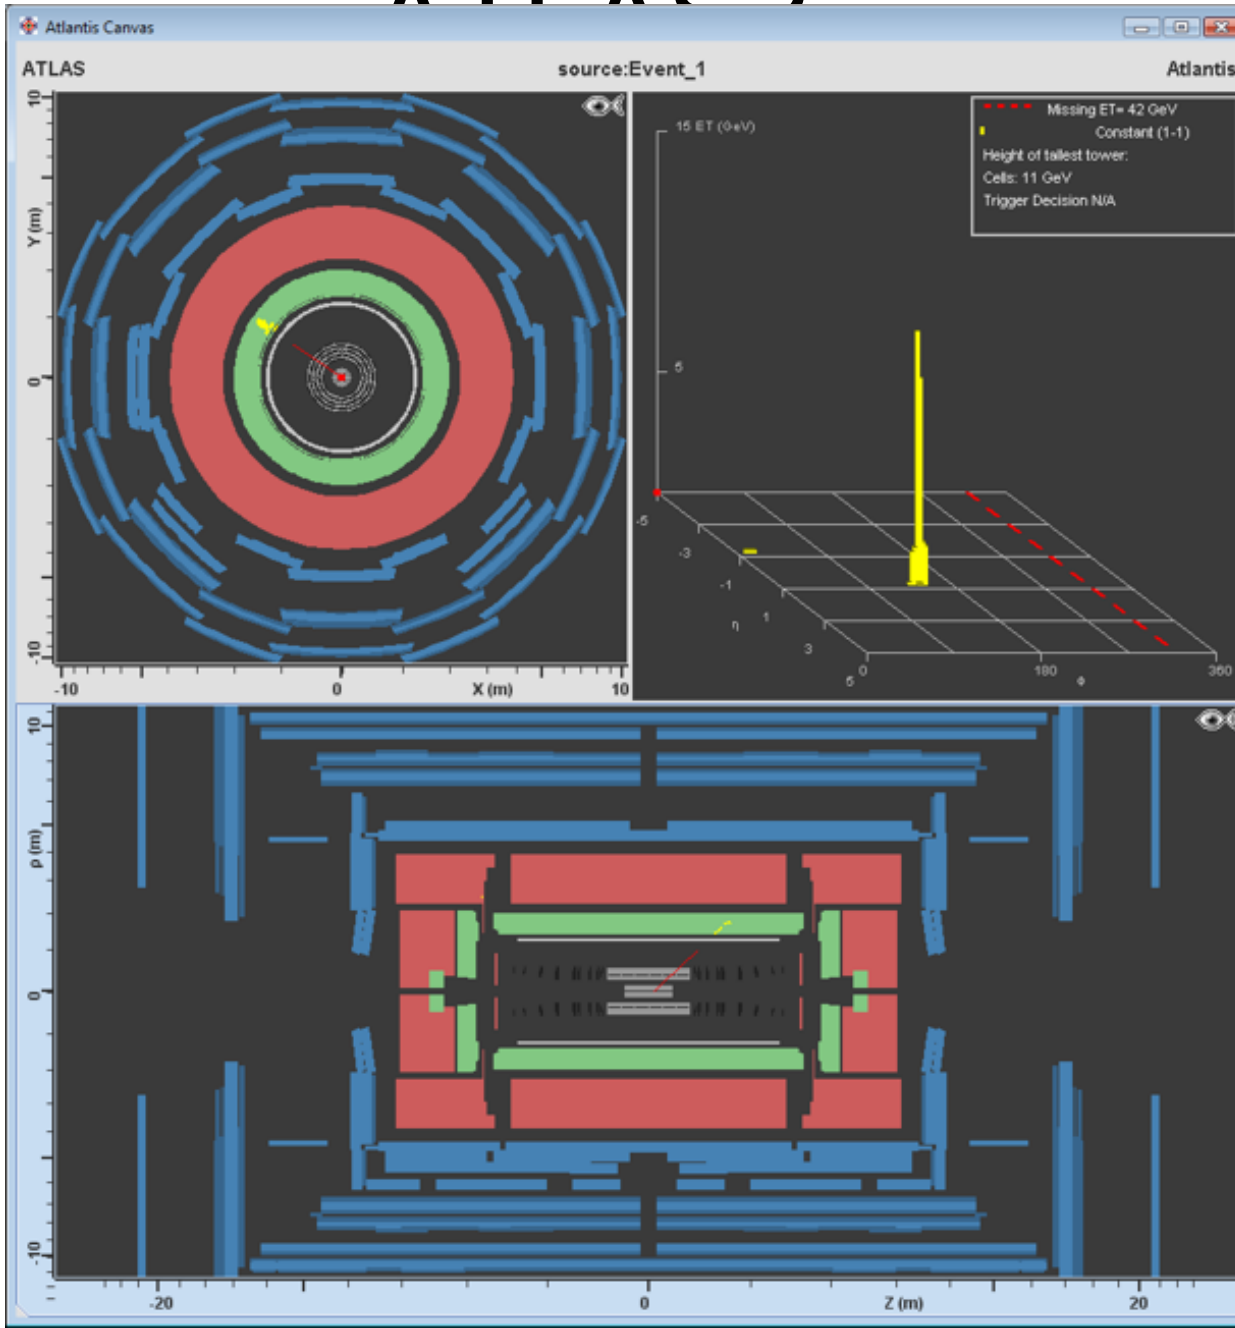 Atlantis Canvas
ATLAS source:Event_1 Atlantis
10
Y (m)
0
-10
-10 0 X (m) 10
15 ET (GeV)
5
-5
-3
-1
η 1
3
5 0 180 Φ 360
Missing ET= 42 GeV
Constant (1-1)
Height of tallest tower:
Cells: 11 GeV
Trigger Decision N/A
10
ρ (m)
0
-10
-20 0 Z (m) 20